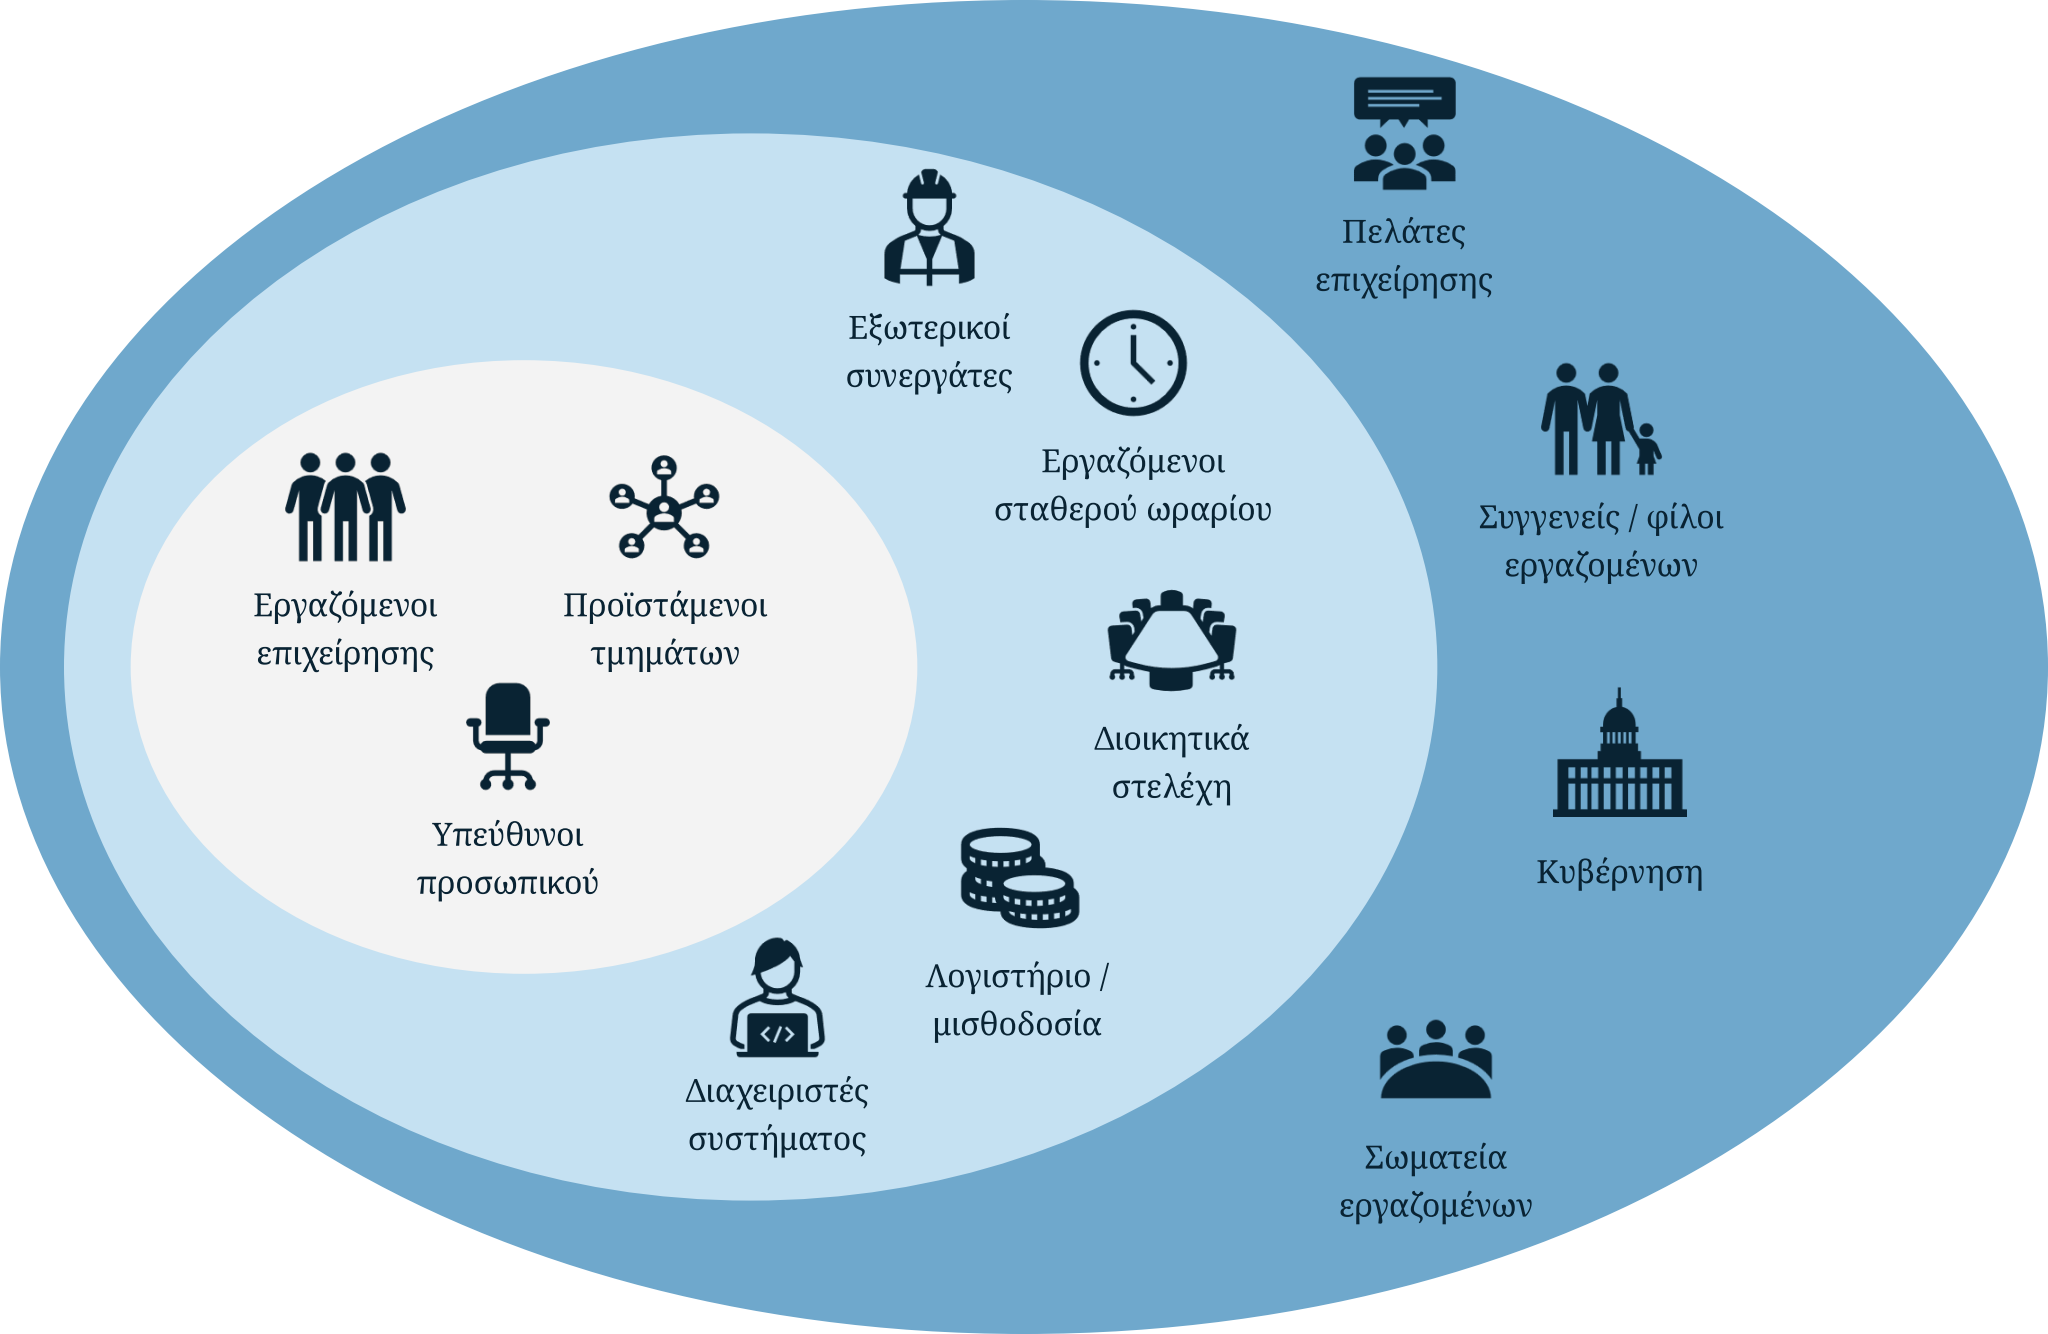 Πελάτες
επιχείρησης
Εξωτερικοί
συνεργάτες
Εργαζόμενοι
σταθερού ωραρίου
Συγγενείς / φίλοι
εργαζομένων
Εργαζόμενοι
επιχείρησης
Προϊστάμενοι
τμημάτων
Διοικητικά
στελέχη
Υπεύθυνοι
προσωπικού
Κυβέρνηση
Λογιστήριο /
μισθοδοσία
Διαχειριστές
συστήματος
Σωματεία
εργαζομένων